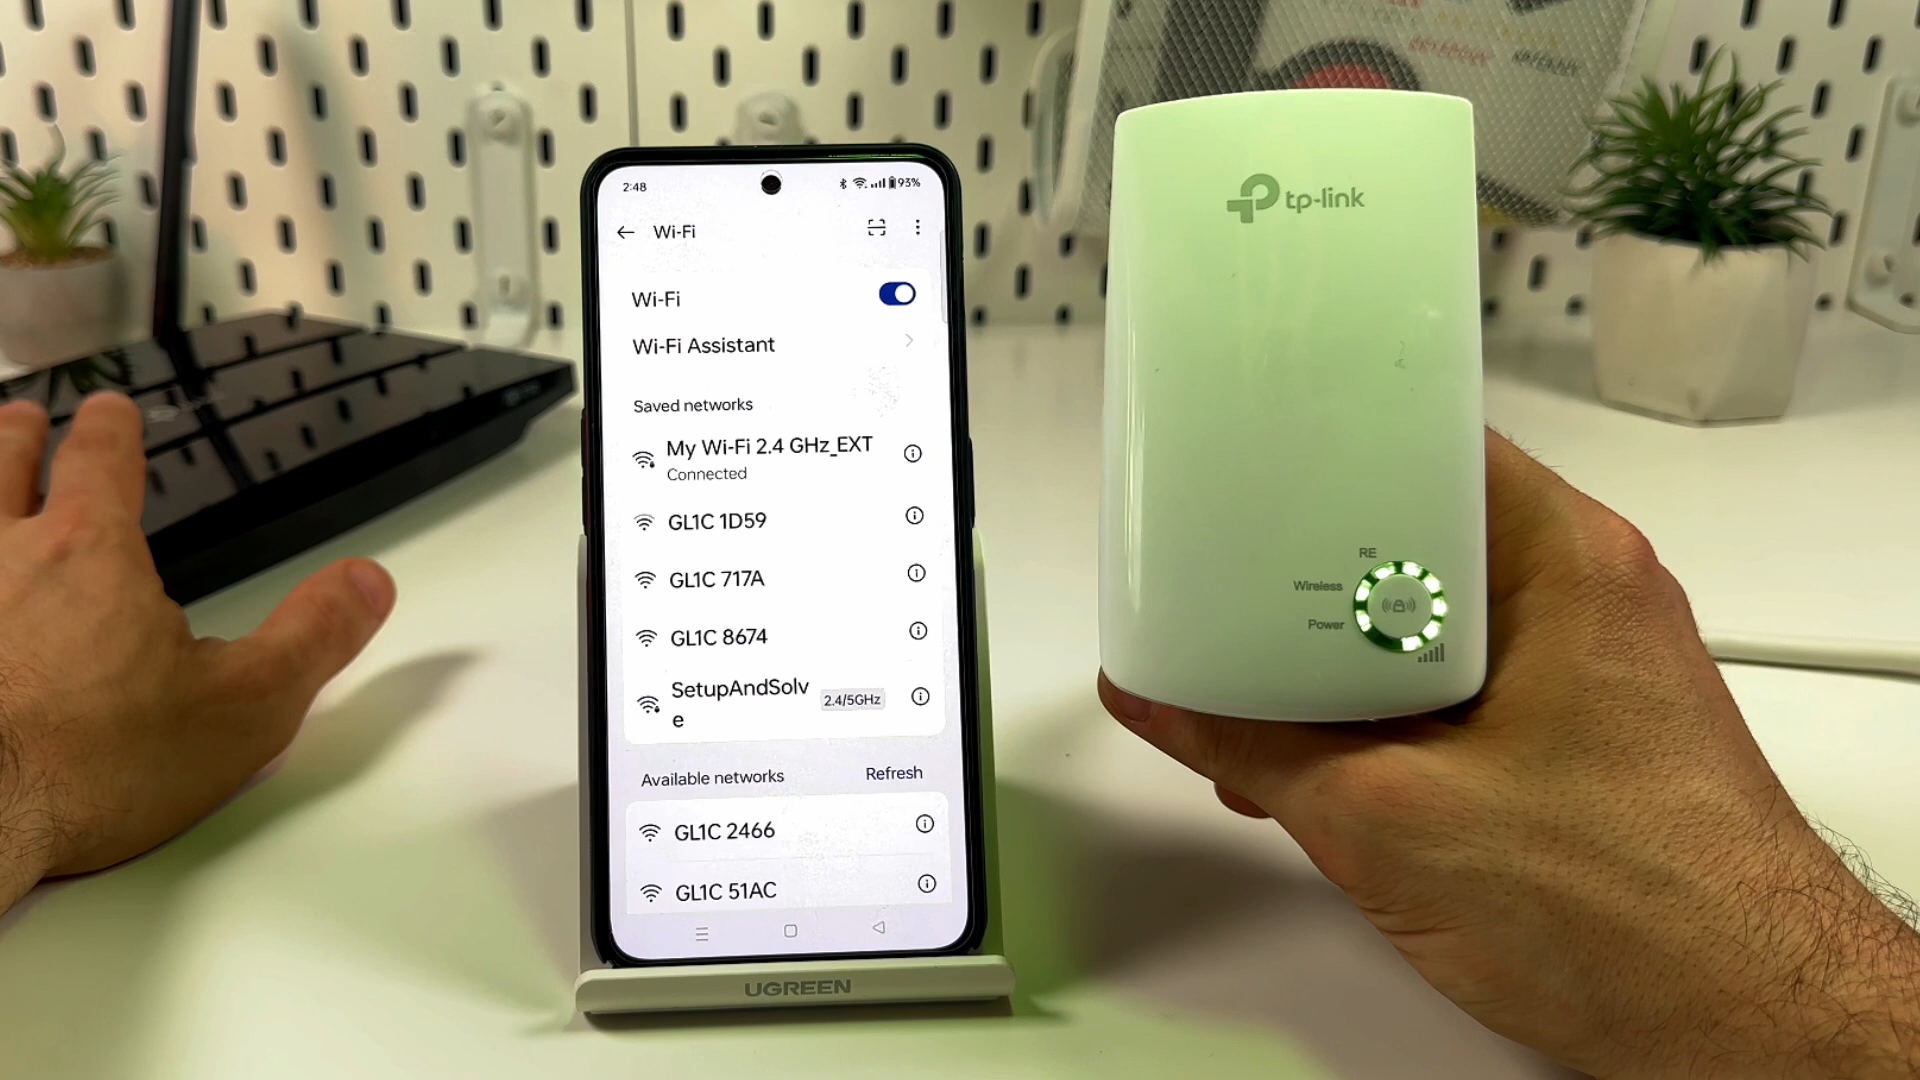 2:48
93%
Wi-Fi
Wi-Fi
Wi-Fi Assistant
Saved networks
My Wi-Fi 2.4 GHz_EXT
Connected
GL1C 1D59
GL1C 717A
GL1C 8674
SetupAndSolv
e
2.4/5GHz
Available networks
Refresh
GL1C 2466
GL1C 51AC
UGREEN
tp-link
RE
Wireless
Power